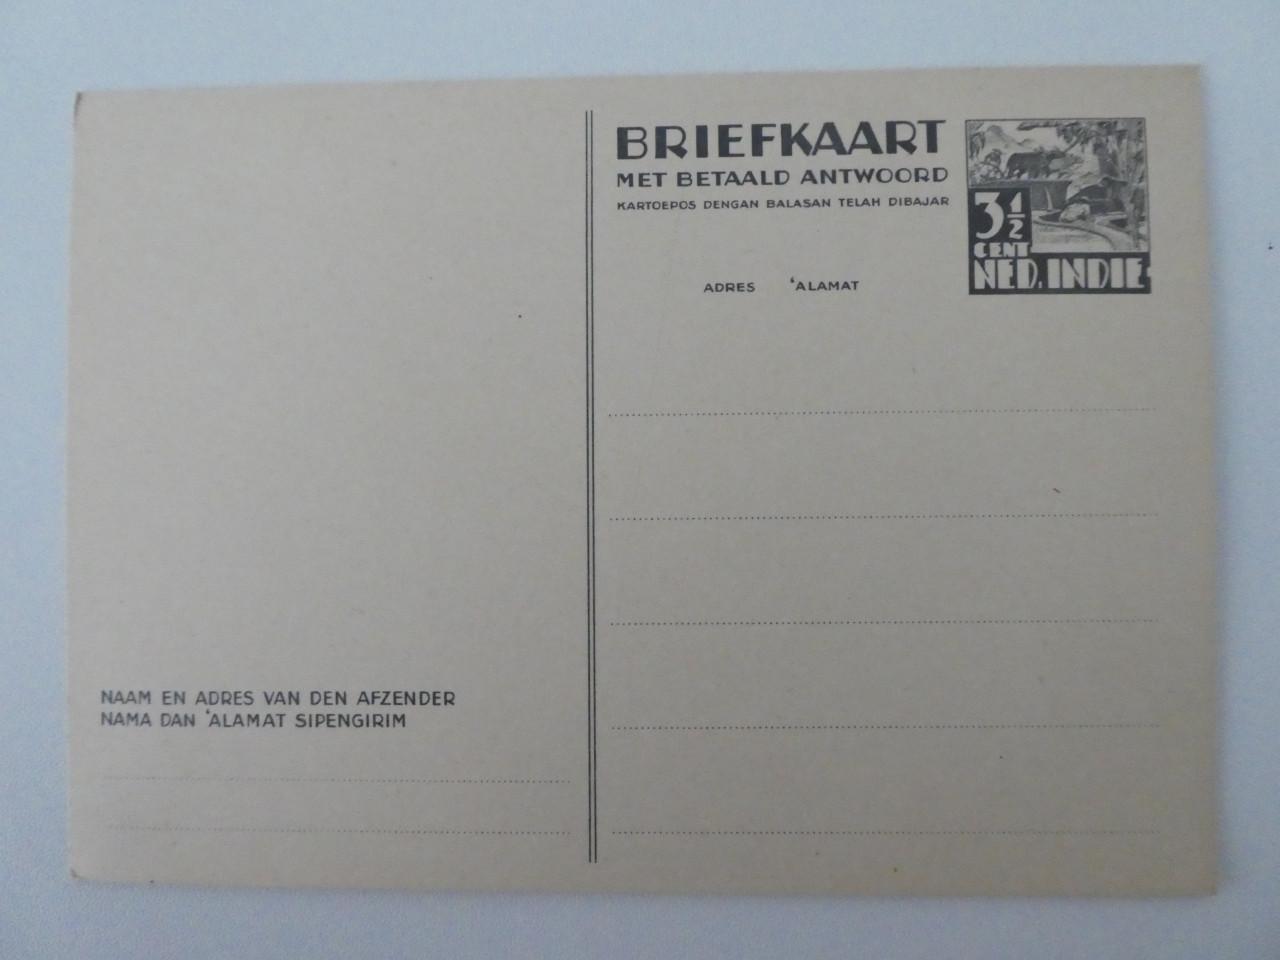 BRIEFKAART
MET BETAALD ANTWOORD
KARTOEPOS DENGAN BALASAN TELAH DIBAJAR
3½
CENT
NED. INDIE
ADRES ‘ALAMAT
NAAM EN ADRES VAN DEN AFZENDER
NAMA DAN ‘ALAMAT SIPENGIRIM